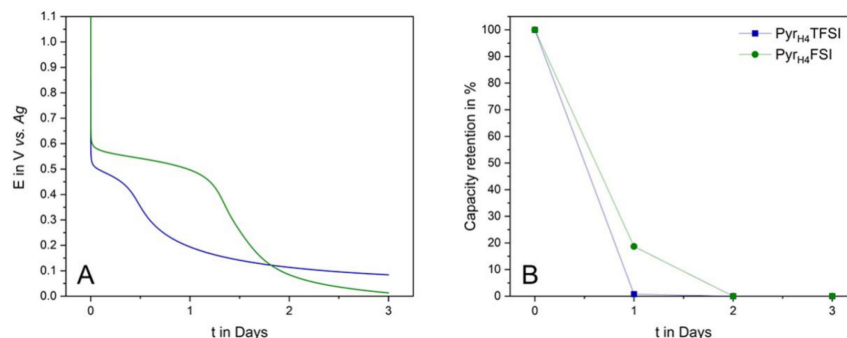 1.1
1.0
0.9
0.8
0.7
0.6
0.5
0.4
0.3
0.2
0.1
0.0
E in V vs. Ag
A
0 1 2 3
t in Days
100
90
80
70
60
50
40
30
20
10
0
Capacity retention in %
PyrH4TFSI
PyrH4FSI
B
0 1 2 3
t in Days